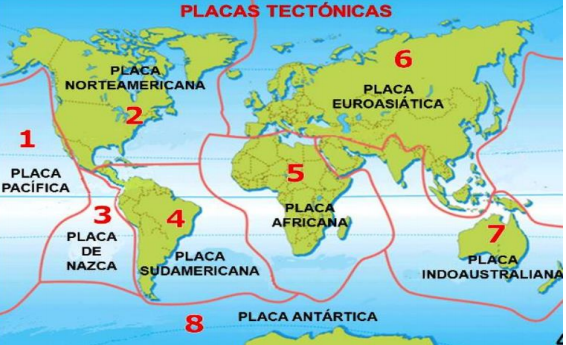 PLACAS TECTÓNICAS
6
PLACA
NORTEAMERICANA
2
PLACA
EUROASIÁTICA
1
PLACA
PACÍFICA
5
PLACA
AFRICANA
3
PLACA
DE
NAZCA
4
PLACA
SUDAMERICANA
7
PLACA
INDOAUSTRALIANA
8
PLACA ANTÁRTICA